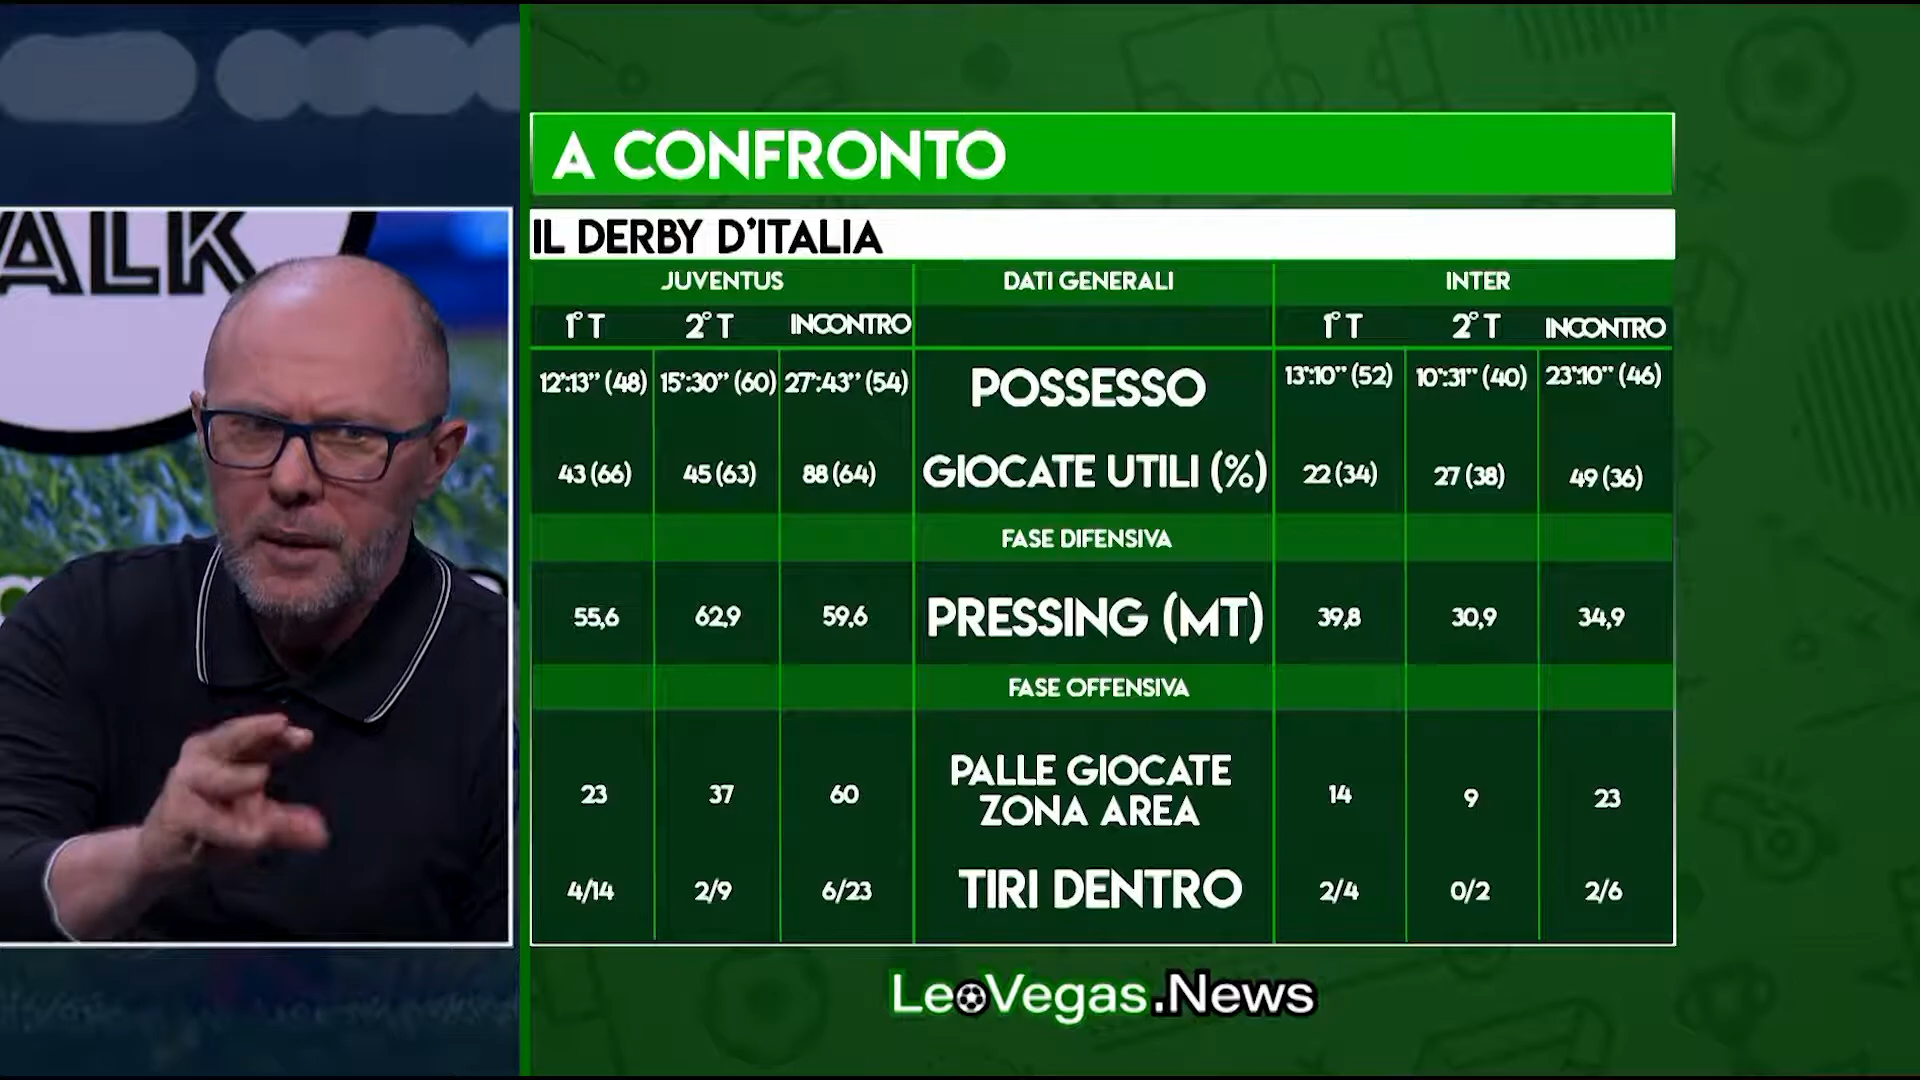 ALK
A CONFRONTO
IL DERBY D'ITALIA
JUVENTUS DATI GENERALI INTER
1° T 2° T INCONTRO 1° T 2° T INCONTRO
12':13" (48) 15':30" (60) 27':43" (54) POSSESSO 13':10" (52) 10':31" (40) 23':10" (46)
43 (66) 45 (63) 88 (64) GIOCATE UTILI (%) 22 (34) 27 (38) 49 (36)
FASE DIFENSIVA
55,6 62,9 59,6 PRESSING (MT) 39,8 30,9 34,9
FASE OFFENSIVA
23 37 60 PALLE GIOCATE
ZONA AREA 14 9 23
4/14 2/9 6/23 TIRI DENTRO 2/4 0/2 2/6
LeoVegas.News